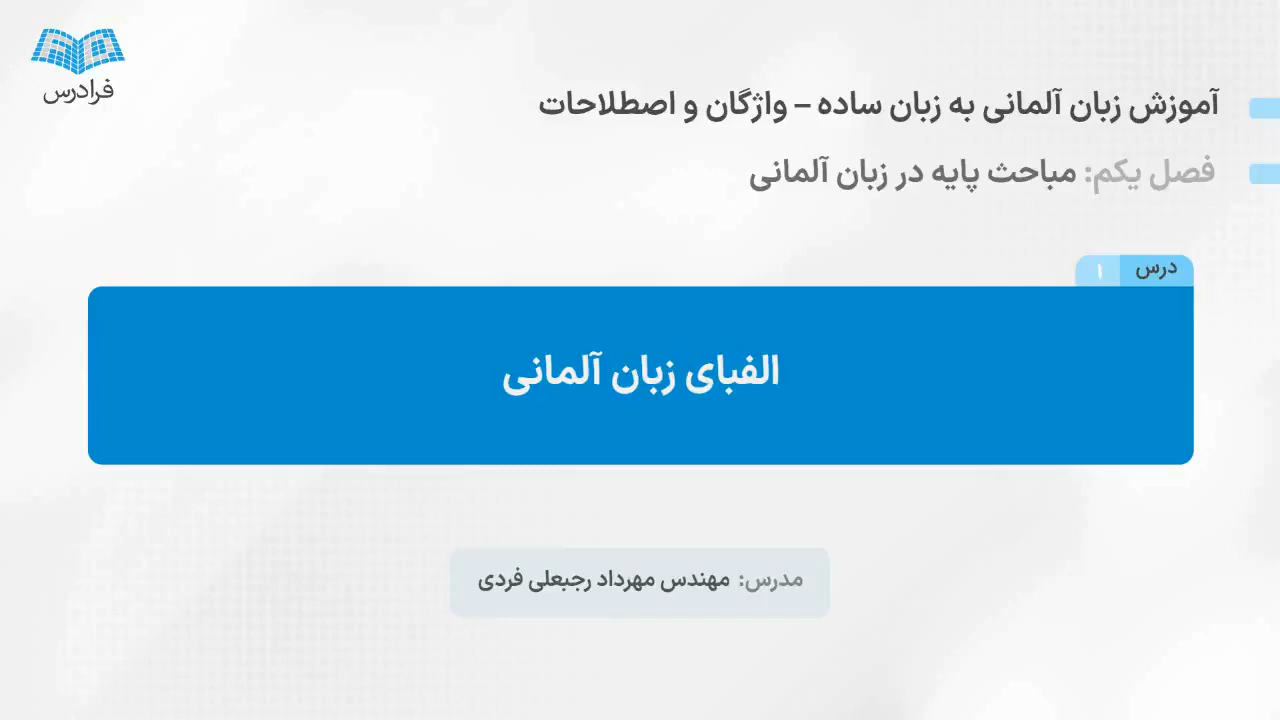 فرادرس
آموزش زبان آلمانی به زبان ساده – واژگان و اصطلاحات
فصل یکم: مباحث پایه در زبان آلمانی
درس ۱
الفبای زبان آلمانی
مدرس: مهندس مهرداد رجبعلی فردی